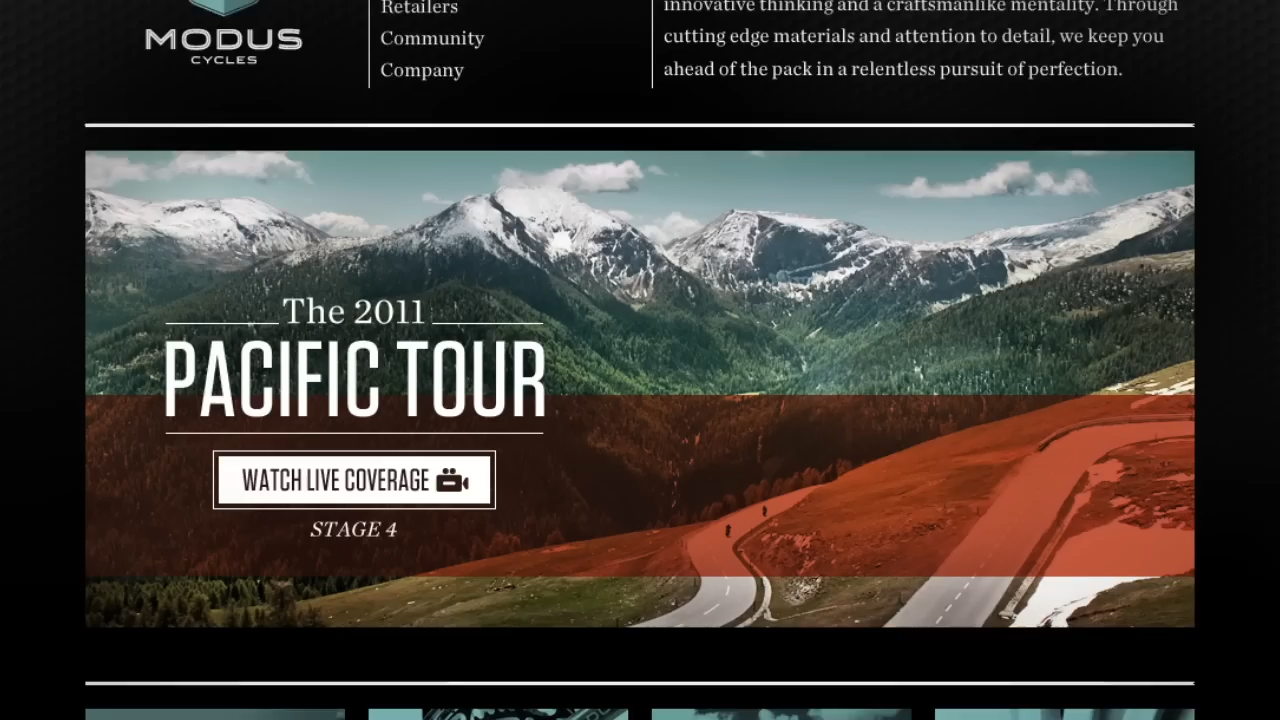 MODUS
CYCLES
Retailers
Community
Company
innovative thinking and a craftsmanlike mentality. Through
cutting edge materials and attention to detail, we keep you
ahead of the pack in a relentless pursuit of perfection.
The 2011
PACIFIC TOUR
WATCH LIVE COVERAGE
STAGE 4